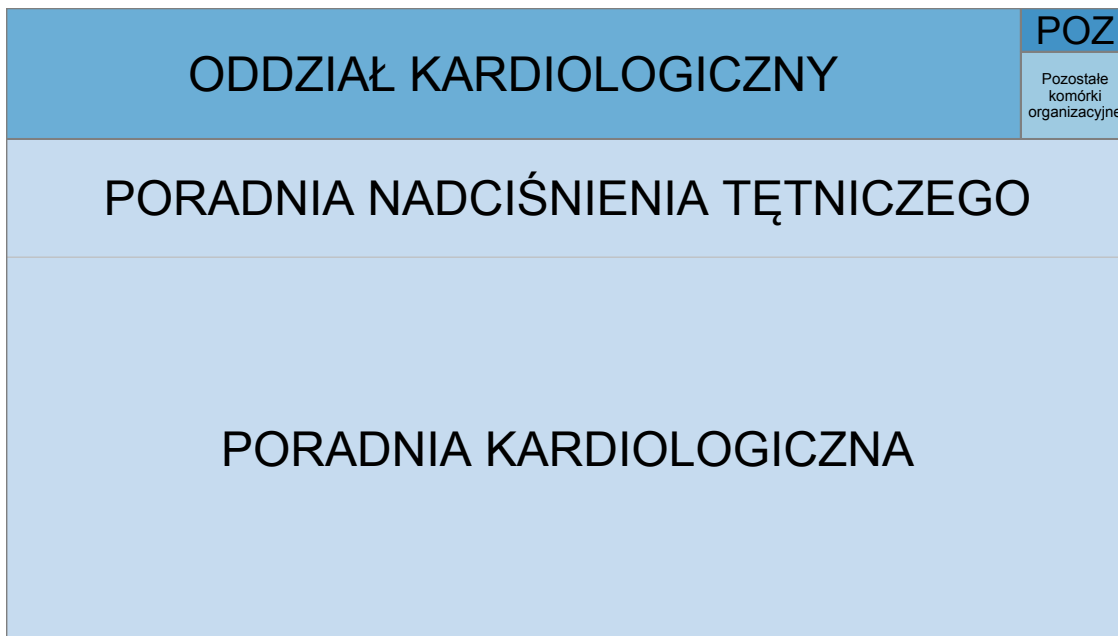 ODDZIAŁ KARDIOLOGICZNY
POZ
Pozostałe
komórki
organizacyjne
PORADNIA NADCIŚNIENIA TĘTNICZEGO
PORADNIA KARDIOLOGICZNA